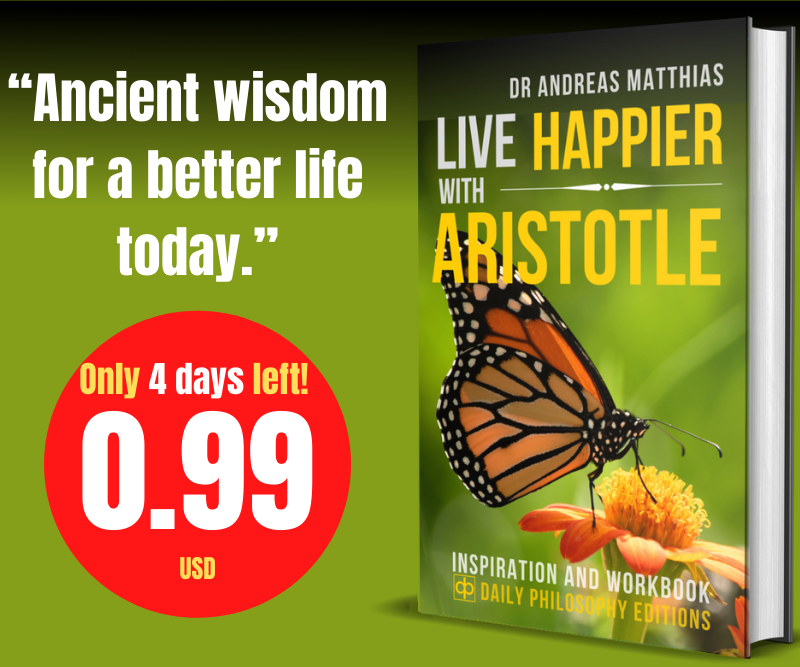 “Ancient wisdom
for a better life
today.”
Only 4 days left!
0.99
USD
DR ANDREAS MATTHIAS
LIVE HAPPIER
WITH
ARISTOTLE
INSPIRATION AND WORKBOOK
dp DAILY PHILOSOPHY EDITIONS